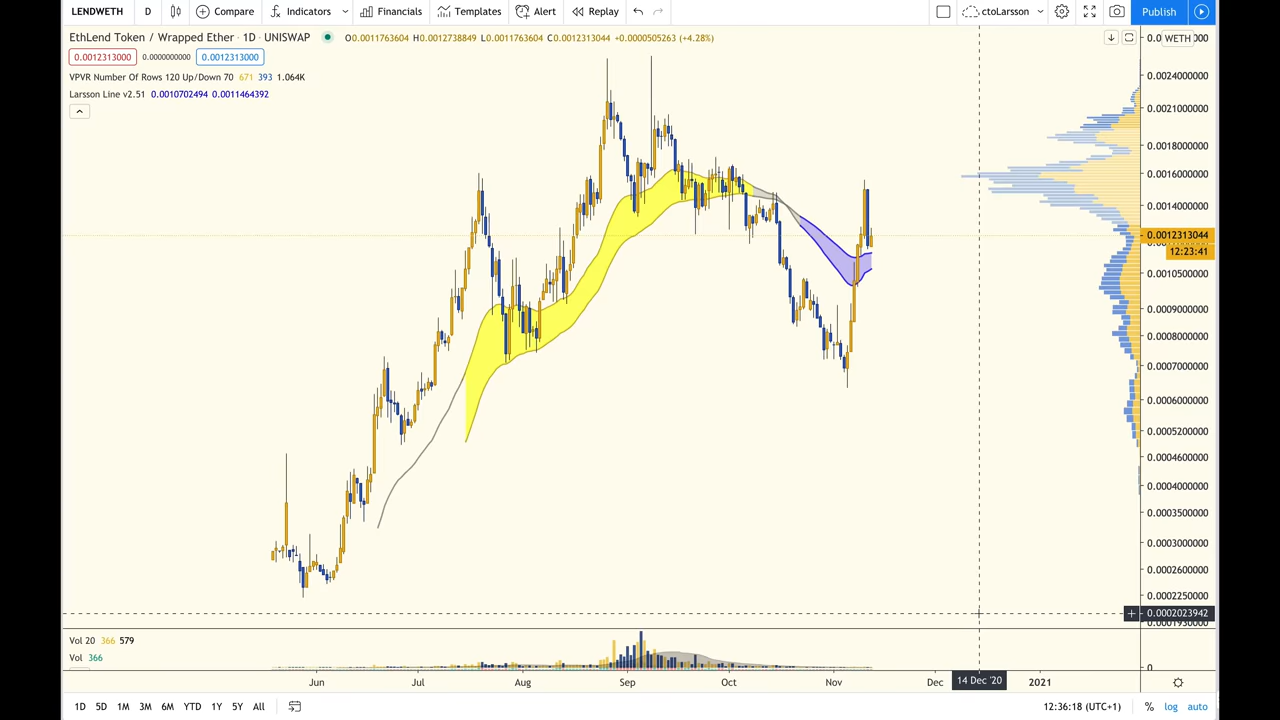 LENDWETH D Compare Indicators Financials Templates Alert Replay ctoLarsson Publish
EthLend Token / Wrapped Ether · 1D · UNISWAP O0.0011763604 H0.0012738849 L0.0011763604 C0.0012313044 +0.0000505263 (+4.28%)
WETH
0.0012313000 0.0000000000 0.0012313000
VPVR Number Of Rows 120 Up/Down 70 671 393 1.064K
Larsson Line v2.51 0.0010702494 0.0011464392
0.0024000000
0.0021000000
0.0018000000
0.0016000000
0.0014000000
0.0012313044
12:23:41
0.0010500000
0.0009000000
0.0008000000
0.0007000000
0.0006000000
0.0005200000
0.0004600000
0.0004000000
0.0003500000
0.0003000000
0.0002600000
0.0002250000
0.0002023942
Vol 20 366 579
Vol 366
0
Jun Jul Aug Sep Oct Nov Dec 14 Dec '20 2021
1D 5D 1M 3M 6M YTD 1Y 5Y All 12:36:18 (UTC+1) % log auto